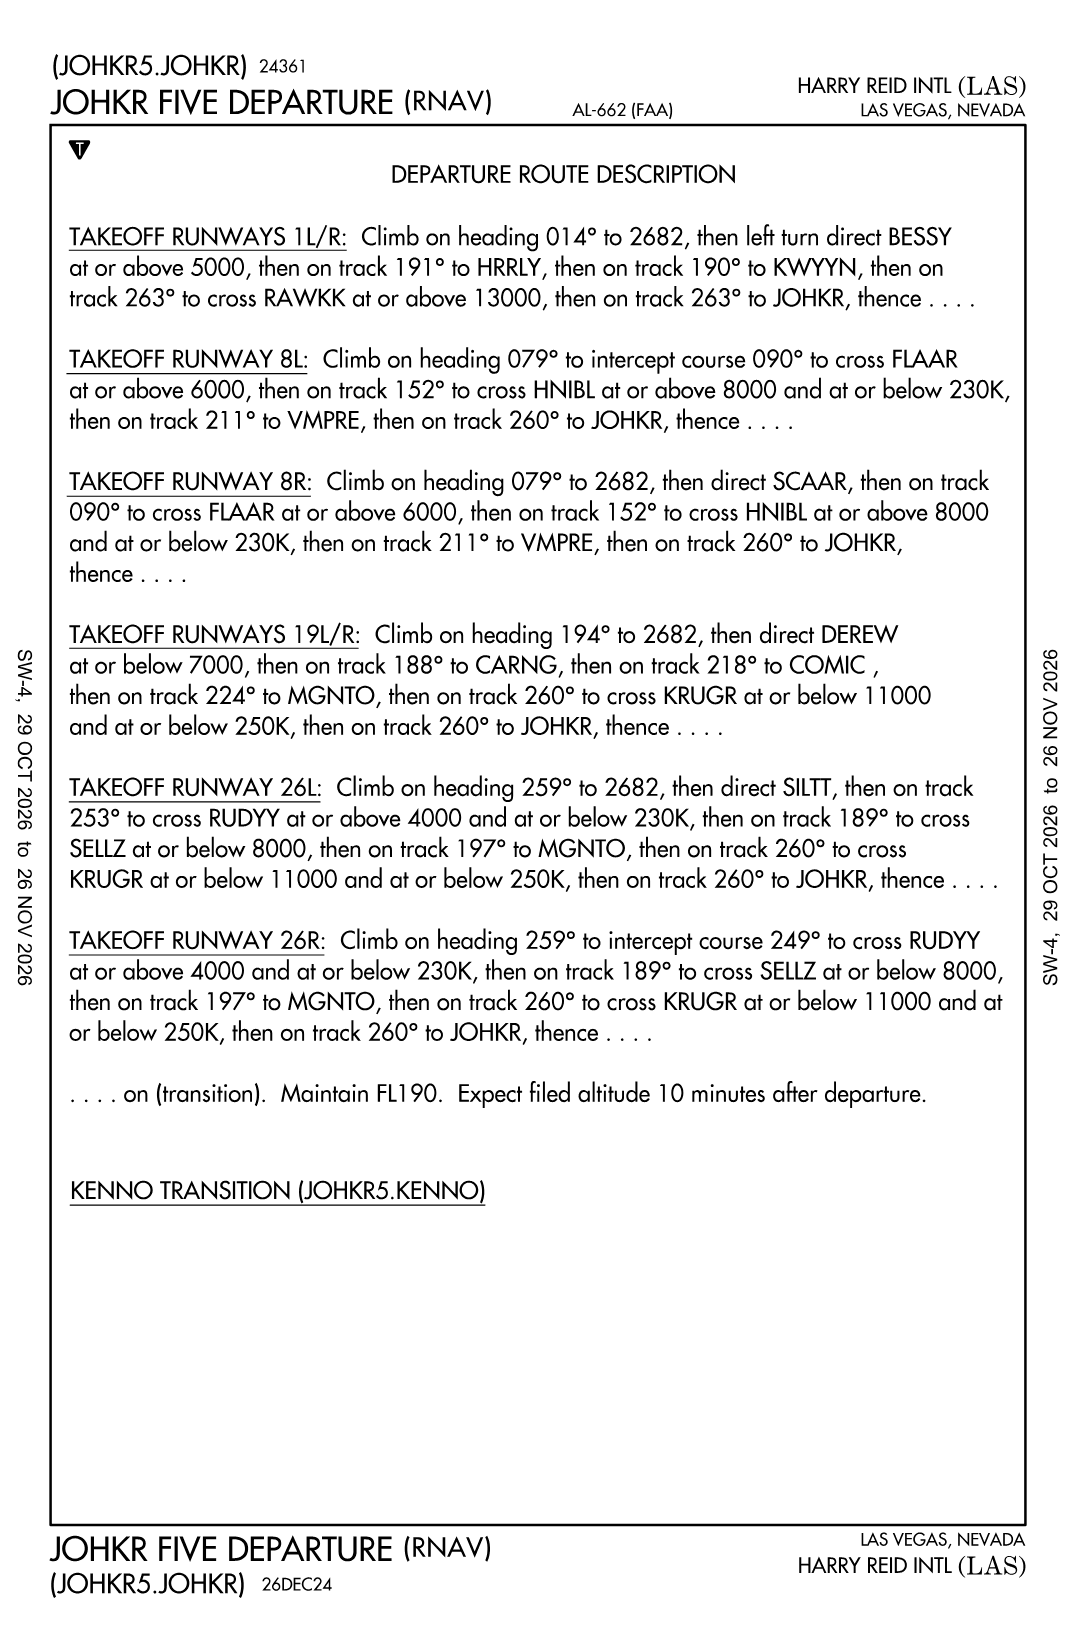 (JOHKR5.JOHKR) 24361
JOHKR FIVE DEPARTURE (RNAV)
AL-662 (FAA)
HARRY REID INTL (LAS)
LAS VEGAS, NEVADA
T
DEPARTURE ROUTE DESCRIPTION
TAKEOFF RUNWAYS 1L/R: Climb on heading 014° to 2682, then left turn direct BESSY
at or above 5000, then on track 191° to HRRLY, then on track 190° to KWYYN, then on
track 263° to cross RAWKK at or above 13000, then on track 263° to JOHKR, thence . . . .
TAKEOFF RUNWAY 8L: Climb on heading 079° to intercept course 090° to cross FLAAR
at or above 6000, then on track 152° to cross HNIBL at or above 8000 and at or below 230K,
then on track 211° to VMPRE, then on track 260° to JOHKR, thence . . . .
TAKEOFF RUNWAY 8R: Climb on heading 079° to 2682, then direct SCAAR, then on track
090° to cross FLAAR at or above 6000, then on track 152° to cross HNIBL at or above 8000
and at or below 230K, then on track 211° to VMPRE, then on track 260° to JOHKR,
thence . . . .
TAKEOFF RUNWAYS 19L/R: Climb on heading 194° to 2682, then direct DEREW
at or below 7000, then on track 188° to CARNG, then on track 218° to COMIC ,
then on track 224° to MGNTO, then on track 260° to cross KRUGR at or below 11000
and at or below 250K, then on track 260° to JOHKR, thence . . . .
TAKEOFF RUNWAY 26L: Climb on heading 259° to 2682, then direct SILTT, then on track
253° to cross RUDYY at or above 4000 and at or below 230K, then on track 189° to cross
SELLZ at or below 8000, then on track 197° to MGNTO, then on track 260° to cross
KRUGR at or below 11000 and at or below 250K, then on track 260° to JOHKR, thence . . . .
TAKEOFF RUNWAY 26R: Climb on heading 259° to intercept course 249° to cross RUDYY
at or above 4000 and at or below 230K, then on track 189° to cross SELLZ at or below 8000,
then on track 197° to MGNTO, then on track 260° to cross KRUGR at or below 11000 and at
or below 250K, then on track 260° to JOHKR, thence . . . .
. . . . on (transition). Maintain FL190. Expect filed altitude 10 minutes after departure.
KENNO TRANSITION (JOHKR5.KENNO)
SW-4, 29 OCT 2026 to 26 NOV 2026
SW-4, 29 OCT 2026 to 26 NOV 2026
JOHKR FIVE DEPARTURE (RNAV)
(JOHKR5.JOHKR) 26DEC24
LAS VEGAS, NEVADA
HARRY REID INTL (LAS)